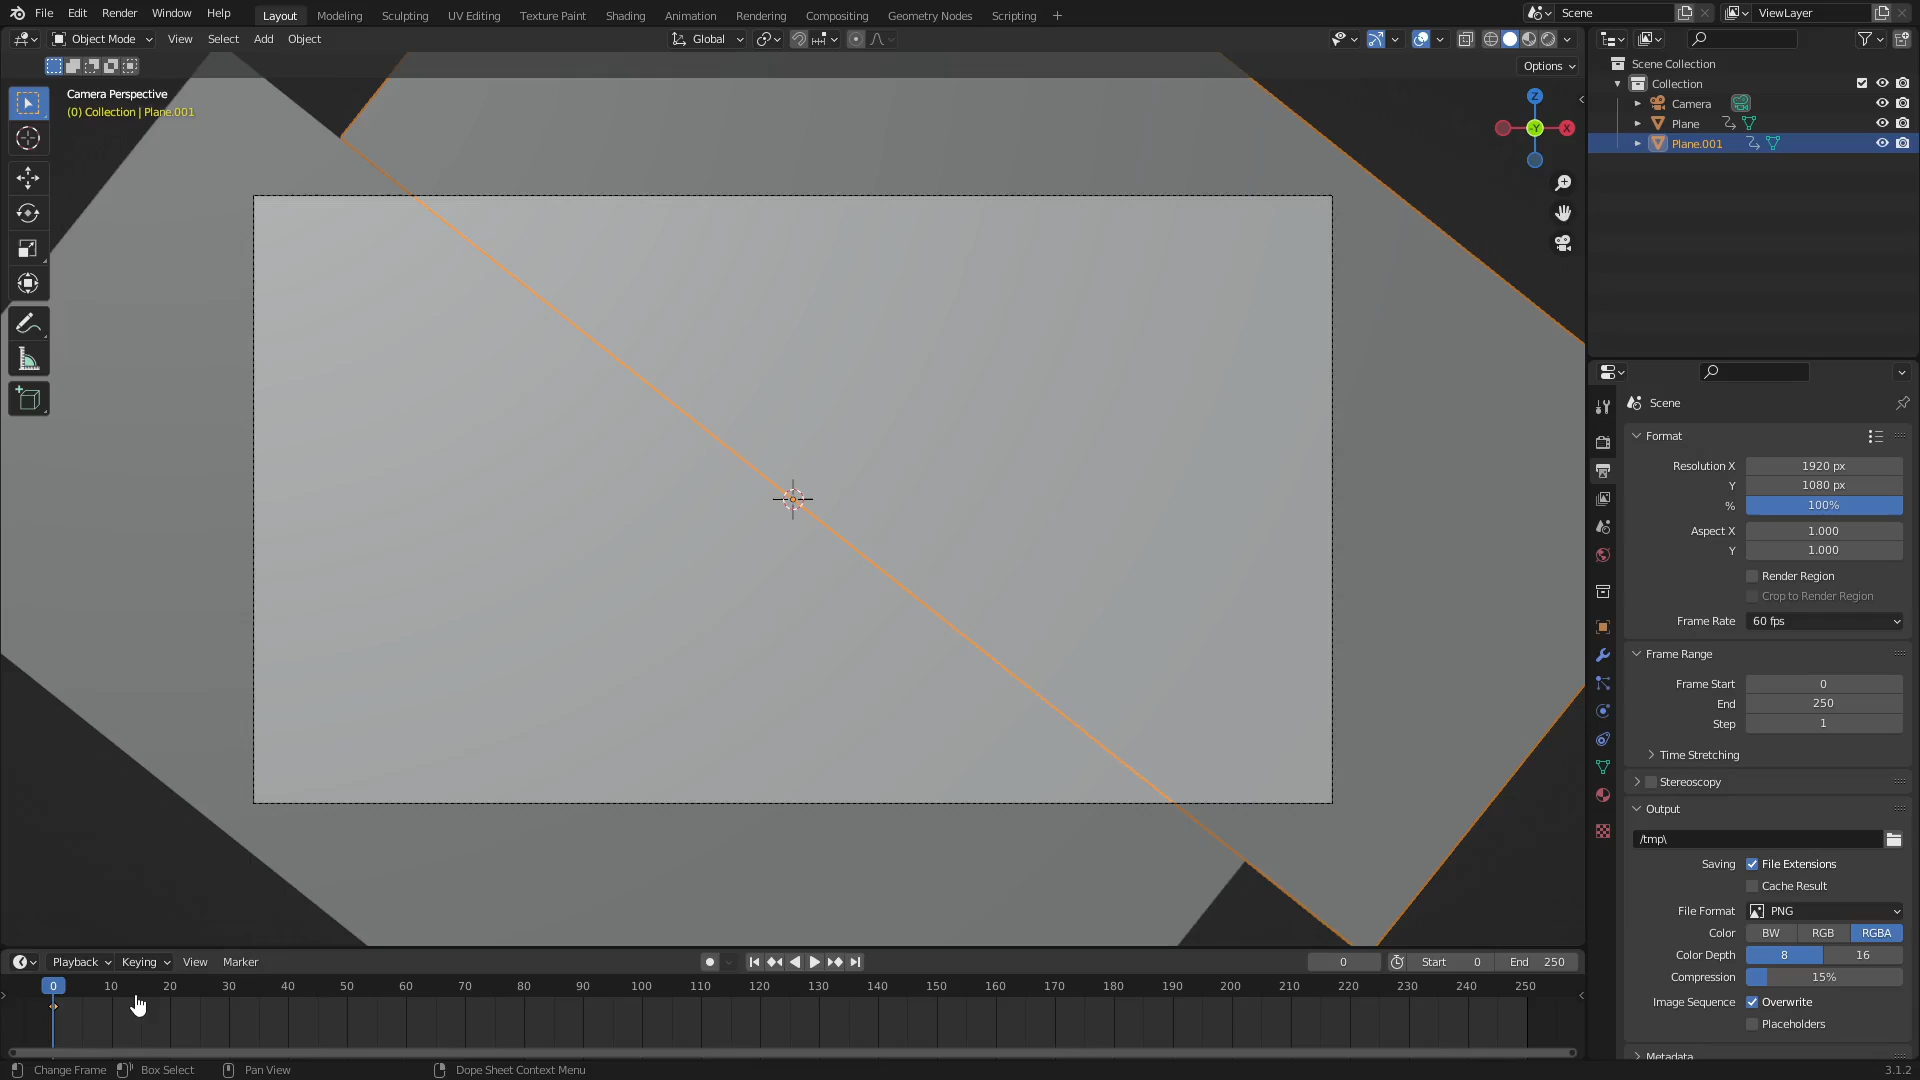 File Edit Render Window Help Layout Modeling Sculpting UV Editing Texture Paint Shading Animation Rendering Compositing Geometry Nodes Scripting + Scene ViewLayer
Object Mode View Select Add Object Global
Options
Camera Perspective
(0) Collection | Plane.001
Z
-Y X
Scene Collection
Collection
Camera
Plane
Plane.001
Scene
Format
Resolution X 1920 px
Y 1080 px
% 100%
Aspect X 1.000
Y 1.000
Render Region
Crop to Render Region
Frame Rate 60 fps
Frame Range
Frame Start 0
End 250
Step 1
Time Stretching
Stereoscopy
Output
/tmp\
Saving File Extensions
Cache Result
File Format PNG
Color BW RGB RGBA
Color Depth 8 16
Compression 15%
Image Sequence Overwrite
Placeholders
Metadata
Playback Keying View Marker 0 Start 0 End 250
0 10 20 30 40 50 60 70 80 90 100 110 120 130 140 150 160 170 180 190 200 210 220 230 240 250
Change Frame Box Select Pan View Dope Sheet Context Menu 3.1.2